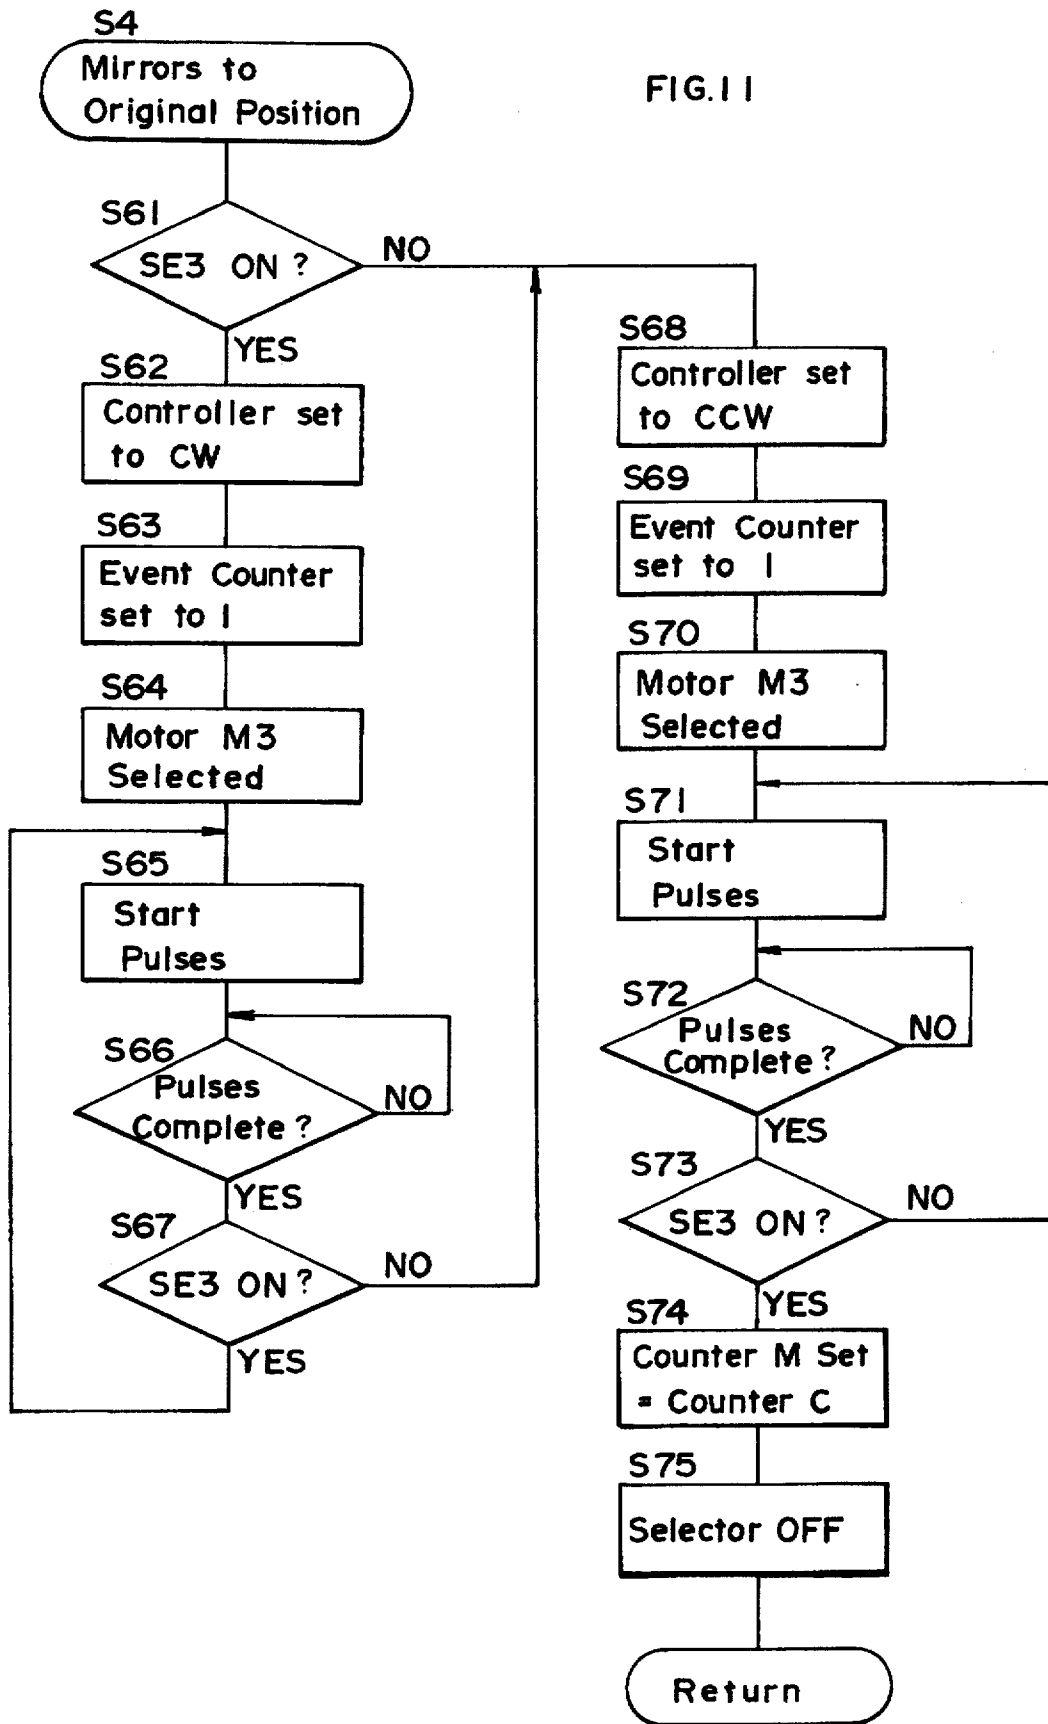 S4
Mirrors to
Original Position
FIG.11
S61
SE3 ON ?
NO
YES
S62
Controller set
to CW
S63
Event Counter
set to 1
S64
Motor M3
Selected
S65
Start
Pulses
S66
Pulses
Complete ?
NO
YES
S67
SE3 ON ?
NO
YES
S68
Controller set
to CCW
S69
Event Counter
set to 1
S70
Motor M3
Selected
S71
Start
Pulses
S72
Pulses
Complete ?
NO
YES
S73
SE3 ON ?
NO
YES
S74
Counter M Set
= Counter C
S75
Selector OFF
Return